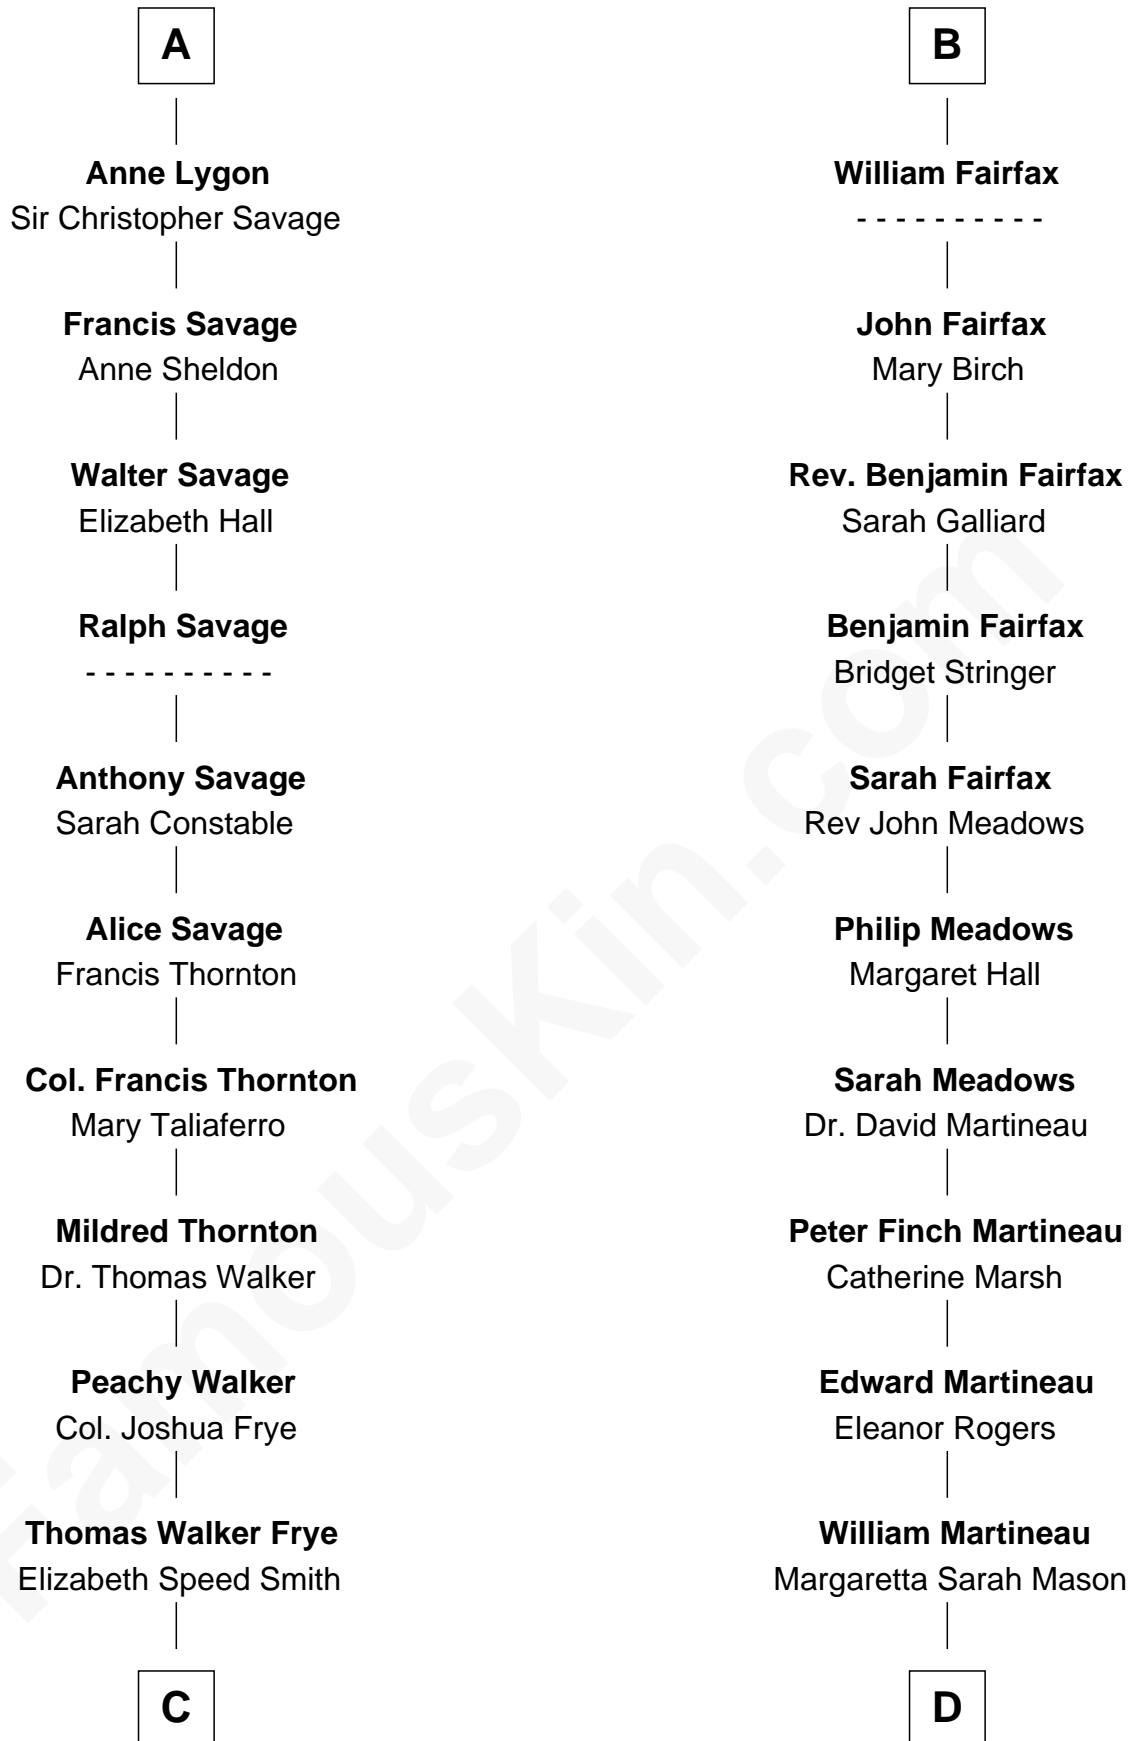 A
Anne Lygon
Sir Christopher Savage
Francis Savage
Anne Sheldon
Walter Savage
Elizabeth Hall
Ralph Savage
- - - - - - - - - -
Anthony Savage
Sarah Constable
Alice Savage
Francis Thornton
Col. Francis Thornton
Mary Taliaferro
Mildred Thornton
Dr. Thomas Walker
Peachy Walker
Col. Joshua Frye
Thomas Walker Frye
Elizabeth Speed Smith
C
B
William Fairfax
- - - - - - - - - -
John Fairfax
Mary Birch
Rev. Benjamin Fairfax
Sarah Galliard
Benjamin Fairfax
Bridget Stringer
Sarah Fairfax
Rev John Meadows
Philip Meadows
Margaret Hall
Sarah Meadows
Dr. David Martineau
Peter Finch Martineau
Catherine Marsh
Edward Martineau
Eleanor Rogers
William Martineau
Margaretta Sarah Mason
D
FamousKin.com